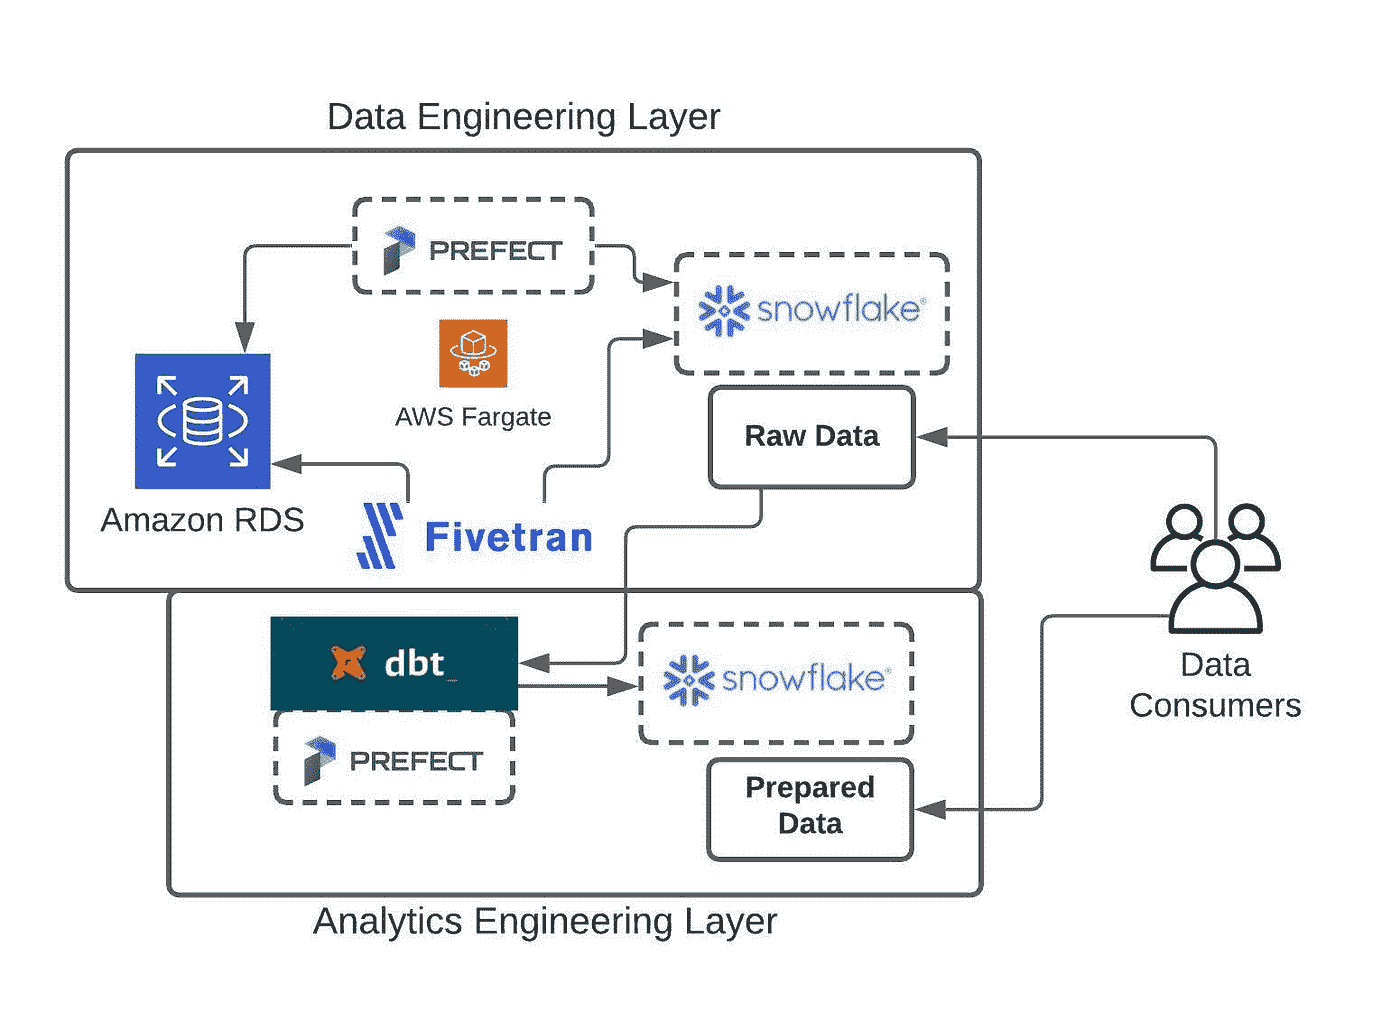 Data Engineering Layer
PREFECT
snowflake®
AWS Fargate
Raw Data
Amazon RDS
Fivetran
dbt_
snowflake®
PREFECT
Prepared
Data
Data
Consumers
Analytics Engineering Layer